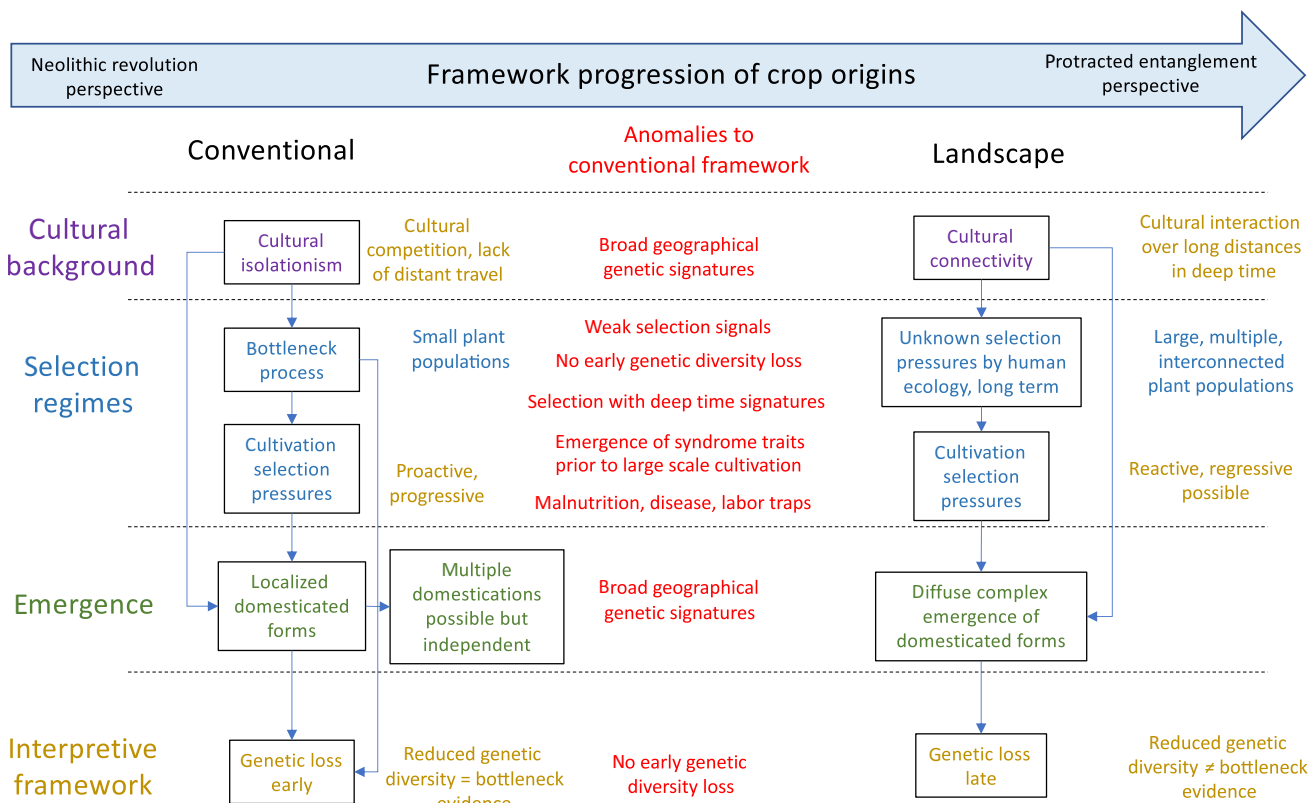 Neolithic revolution
perspective
Framework progression of crop origins
Protracted entanglement
perspective
Conventional
Anomalies to
conventional framework
Landscape
Cultural
background
Cultural
isolationism
Cultural
competition, lack
of distant travel
Broad geographical
genetic signatures
Cultural
connectivity
Cultural interaction
over long distances
in deep time
Selection
regimes
Bottleneck
process
Small plant
populations
Weak selection signals
No early genetic diversity loss
Selection with deep time signatures
Unknown selection
pressures by human
ecology, long term
Large, multiple,
interconnected
plant populations
Cultivation
selection
pressures
Proactive,
progressive
Emergence of syndrome traits
prior to large scale cultivation
Malnutrition, disease, labor traps
Cultivation
selection
pressures
Reactive, regressive
possible
Emergence
Localized
domesticated
forms
Multiple
domestications
possible but
independent
Broad geographical
genetic signatures
Diffuse complex
emergence of
domesticated forms
Interpretive
framework
Genetic loss
early
Reduced genetic
diversity = bottleneck
evidence
No early genetic
diversity loss
Genetic loss
late
Reduced genetic
diversity ≠ bottleneck
evidence